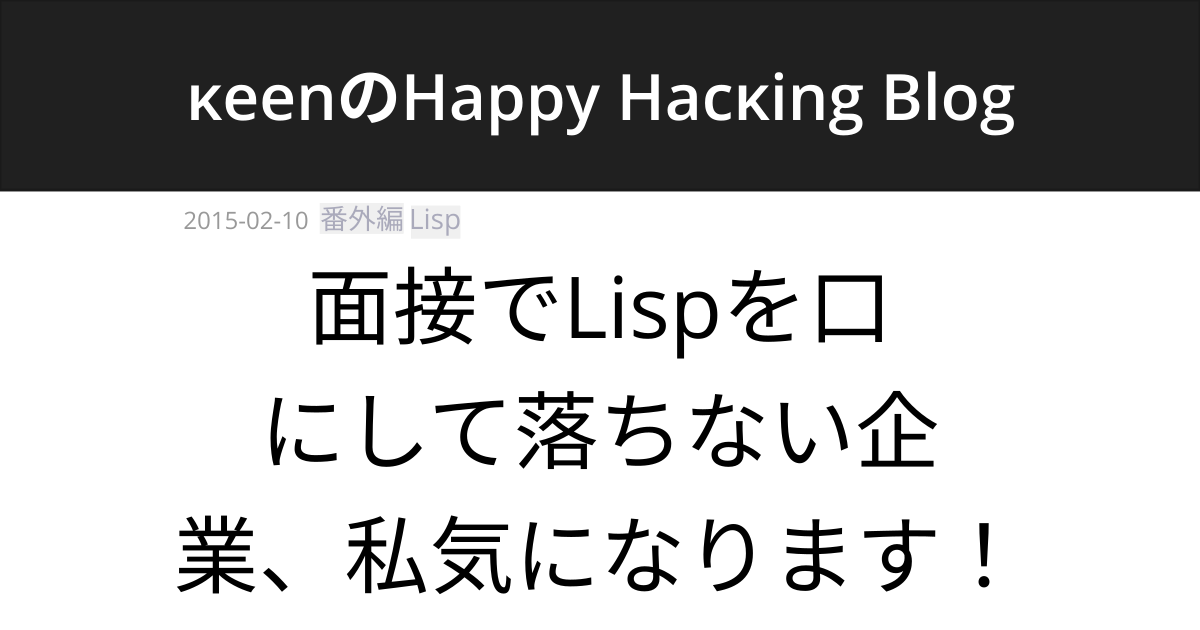 κeenのHappy Hacκing Blog
2015-02-10 番外編 Lisp
面接でLispを口
にして落ちない企
業、私気になります！